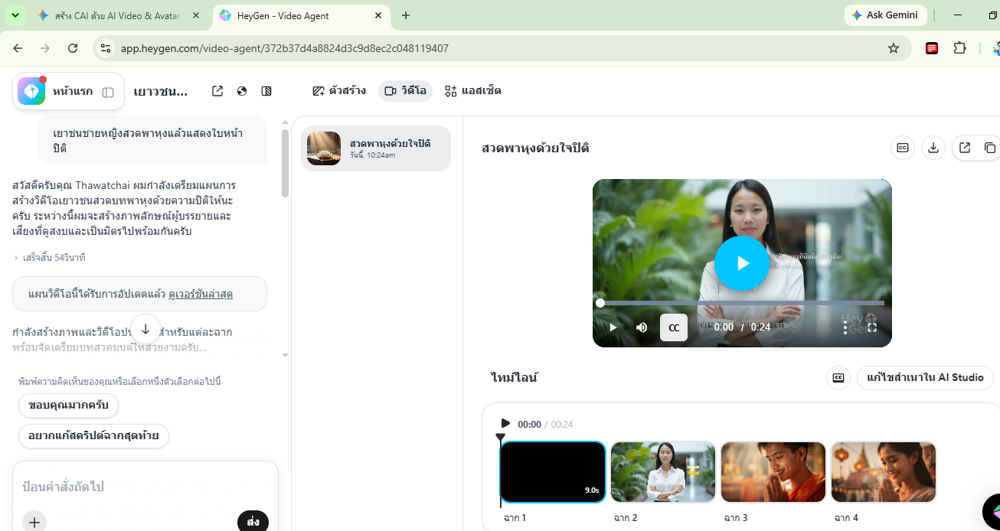 สร้าง CAI ด้วย AI Video & Avatar
HeyGen - Video Agent
Ask Gemini
app.heygen.com/video-agent/372b37d4a8824d3c9d8ec2c048119407
หน้าแรก
เยาวชน...
ตัวสร้าง
วิดีโอ
แอสเซ็ต
เยาชนชายหญิงสวดพาหุงแล้วแสดงใบหน้า
ปิติ
สวัสดีครับคุณ Thawatchai ผมกำลังเตรียมแผนการ
สร้างวิดีโอเยาวชนสวดบทพาหุงด้วยความปิติให้นะ
ครับ ระหว่างนี้ผมจะสร้างภาพลักษณ์ผู้บรรยายและ
เสียงที่ดูสงบและเป็นมิตรไปพร้อมกันครับ
เสร็จสิ้น 54วินาที
แผนวิดีโอนี้ได้รับการอัปเดตแล้ว ดูเวอร์ชันล่าสุด
กำลังสร้างภาพและวิดีโอ
สำหรับแต่ละฉาก
พร้อมจัดเตรียมบทสวดมนต์ให้สวยงามครับ...
พิมพ์ความคิดเห็นของคุณหรือเลือกหนึ่งตัวเลือกต่อไปนี้
ขอบคุณมากครับ
อยากแก้สคริปต์ฉากสุดท้าย
ป้อนคำสั่งถัดไป
ส่ง
สวดพาหุงด้วยใจปิติ
วันนี้, 10:24am
สวดพาหุงด้วยใจปิติ
CC
CC
0:00 / 0:24
HeyGen
ไทม์ไลน์
CC
แก้ไขสำเนาใน AI Studio
00:00 / 00:24
9.0s
ฉาก 1
ฉาก 2
ฉาก 3
ฉาก 4